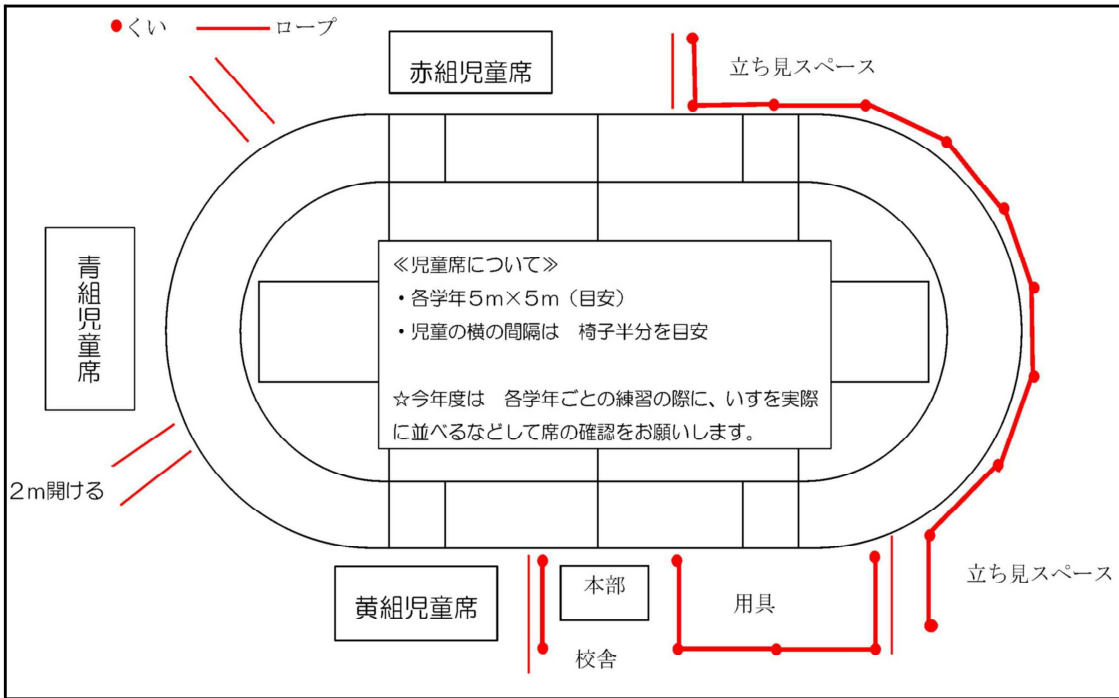 くい
ロープ
赤組児童席
立ち見スペース
青組児童席
≪児童席について≫
・各学年5m×5m（目安）
・児童の横の間隔は　椅子半分を目安
☆今年度は　各学年ごとの練習の際に、いすを実際
に並べるなどして席の確認をお願いします。
2m開ける
黄組児童席
本部
用具
立ち見スペース
校舎